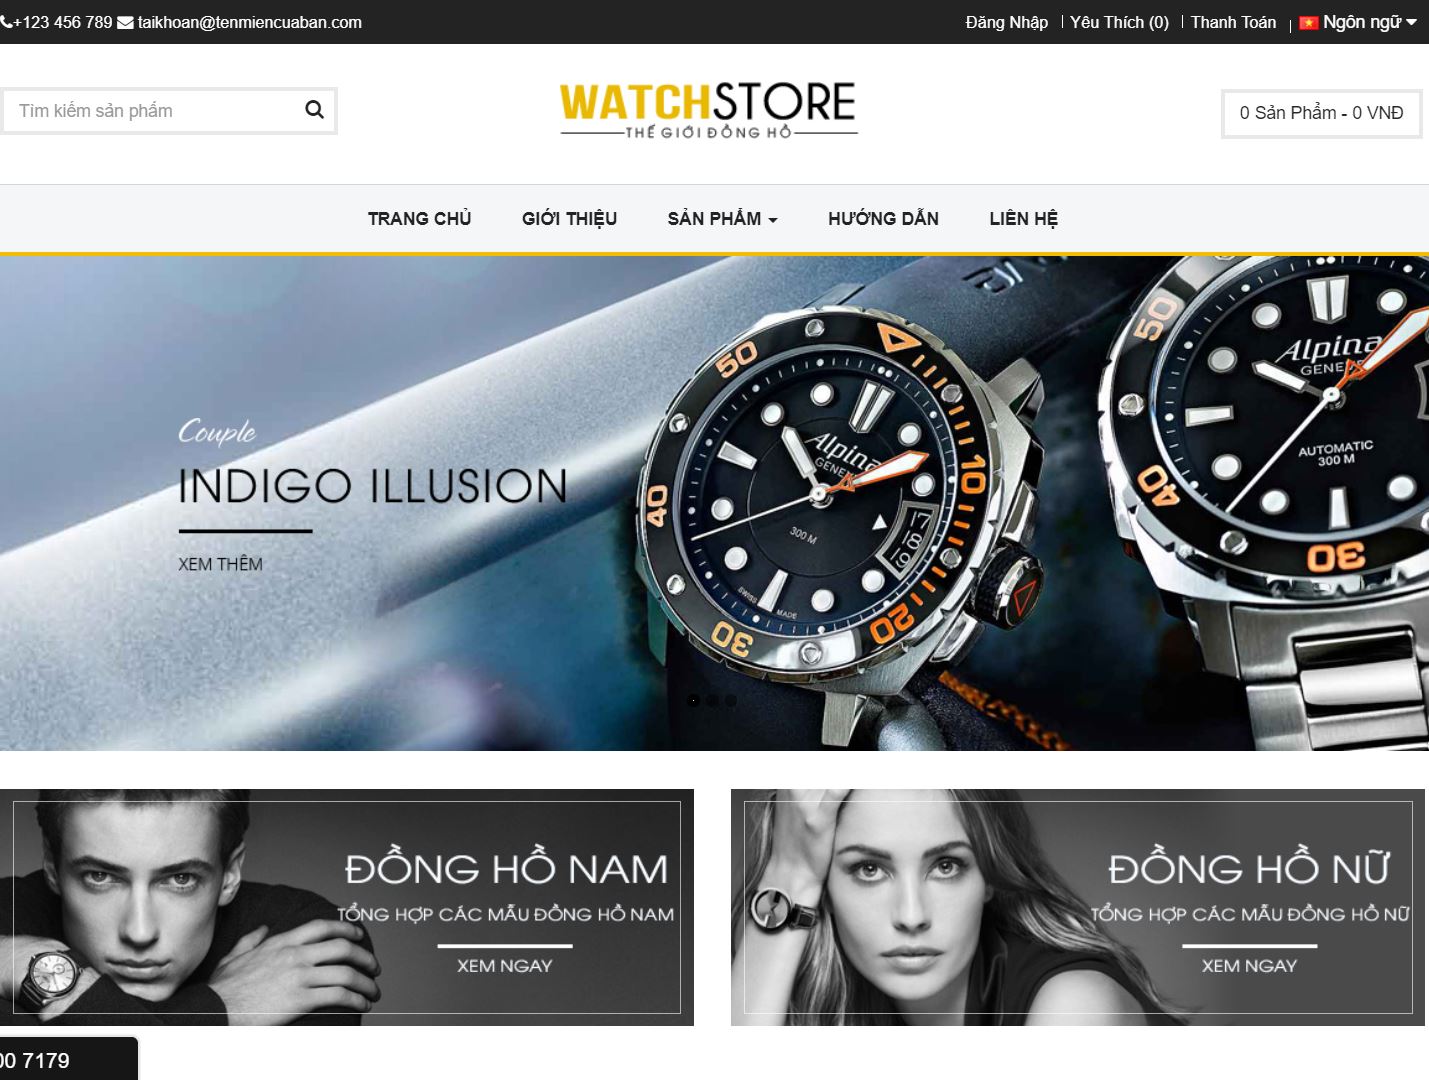 +123 456 789 taikhoan@tenmiencuaban.com
Đăng Nhập Yêu Thích (0) Thanh Toán Ngôn ngữ
Tìm kiếm sản phẩm
WATCHSTORE
THẾ GIỚI ĐỒNG HỒ
0 Sản Phẩm - 0 VNĐ
TRANG CHỦ GIỚI THIỆU SẢN PHẨM HƯỚNG DẪN LIÊN HỆ
Couple
INDIGO ILLUSION
XEM THÊM
50
10
20
30
40
Alpina
GENEVE
300 M
SWISS MADE
7
8
9
50
40
30
Alpina
AUTOMATIC
300 M
ĐỒNG HỒ NAM
TỔNG HỢP CÁC MẪU ĐỒNG HỒ NAM
XEM NGAY
ĐỒNG HỒ NỮ
TỔNG HỢP CÁC MẪU ĐỒNG HỒ NỮ
XEM NGAY
00 7179